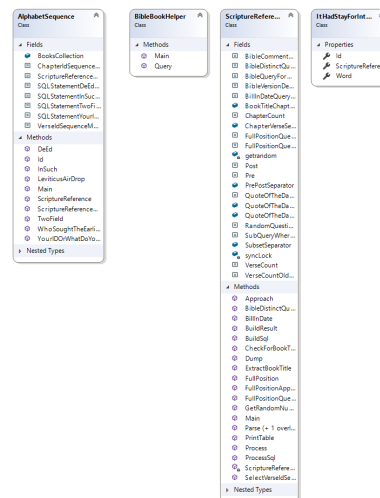 AlphabetSequence
Class
Fields
BooksCollection
ChapterIdSequence...
ScriptureReference...
SQLStatementDeEd...
SQLStatementInSuc...
SQLStatementTwoFi...
SQLStatementYourI...
VerseIdSequenceM...
Methods
DeEd
Id
InSuch
LeviticusAirDrop
Main
ScriptureReference
ScriptureReference...
TwoField
WhoSoughtTheEarli...
YourIDOrWhatDoYo...
Nested Types
BibleBookHelper
Class
Methods
Main
Query
ScriptureRefere...
Class
Fields
BibleComment...
BibleDistinctQu...
BibleQueryFor...
BibleVersionDe...
BillInDateQuery...
BookTitleChapt...
ChapterCount
ChapterVerseSe...
FullPositionQue...
FullPositionQue...
getrandom
Post
Pre
PrePostSeparator
QuoteOfTheDa...
QuoteOfTheDa...
QuoteOfTheDa...
RandomQuesti...
SubQueryWher...
SubsetSeparator
syncLock
VerseCount
VerseCountOld...
Methods
Approach
BibleDistinctQu...
BillInDate
BuildResult
BuildSql
CheckForBookT...
Dump
ExtractBookTitle
FullPosition
FullPositionApp...
FullPositionQue...
GetRandomNu...
Main
Parse (+ 1 overl...
PrintTable
Process
ProcessSql
ScriptureRefere...
SelectVerseIdSe...
Nested Types
ItHadStayForInt...
Class
Properties
Id
ScriptureRefere
Word